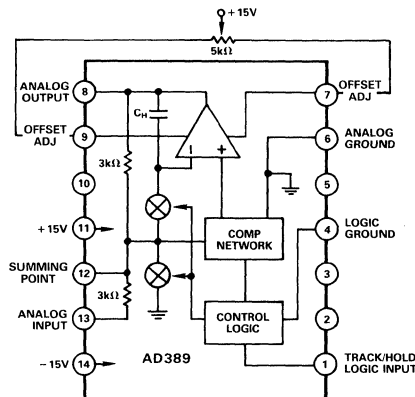 +15V
5kΩ
ANALOG
OUTPUT
8
C_H
7
OFFSET
ADJ
OFFSET
ADJ
9
−
+
6
ANALOG
GROUND
3kΩ
10
5
+15V
11
COMP
NETWORK
4
LOGIC
GROUND
SUMMING
POINT
12
3
3kΩ
ANALOG
INPUT
13
CONTROL
LOGIC
2
−15V
14
AD389
1
TRACK/HOLD
LOGIC INPUT